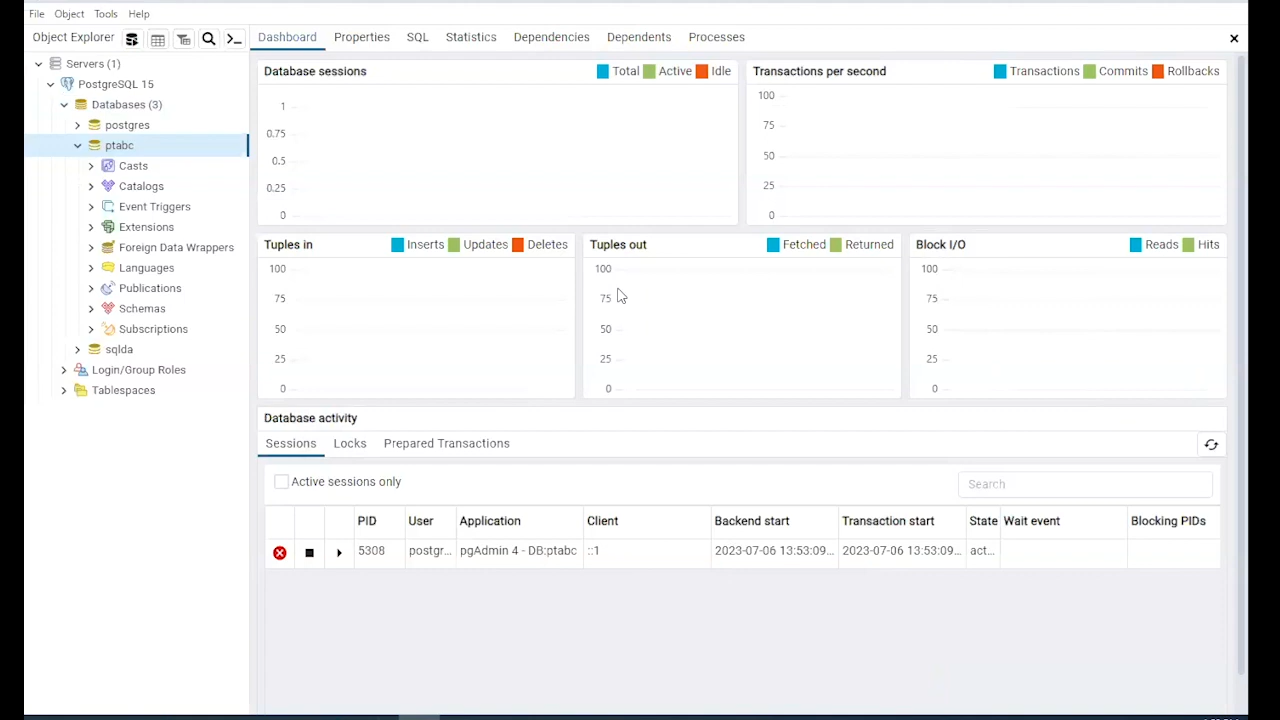 File Object Tools Help
Object Explorer
Dashboard Properties SQL Statistics Dependencies Dependents Processes
Servers (1)
PostgreSQL 15
Databases (3)
postgres
ptabc
Casts
Catalogs
Event Triggers
Extensions
Foreign Data Wrappers
Languages
Publications
Schemas
Subscriptions
sqlda
Login/Group Roles
Tablespaces
Database sessions Total Active Idle
1
0.75
0.5
0.25
0
Transactions per second Transactions Commits Rollbacks
100
75
50
25
0
Tuples in Inserts Updates Deletes
100
75
50
25
0
Tuples out Fetched Returned
100
75
50
25
0
Block I/O Reads Hits
100
75
50
25
0
Database activity
Sessions Locks Prepared Transactions
Active sessions only
Search
PID User Application Client Backend start Transaction start State Wait event Blocking PIDs
5308 postgr... pgAdmin 4 - DB:ptabc ::1 2023-07-06 13:53:09... 2023-07-06 13:53:09... act...